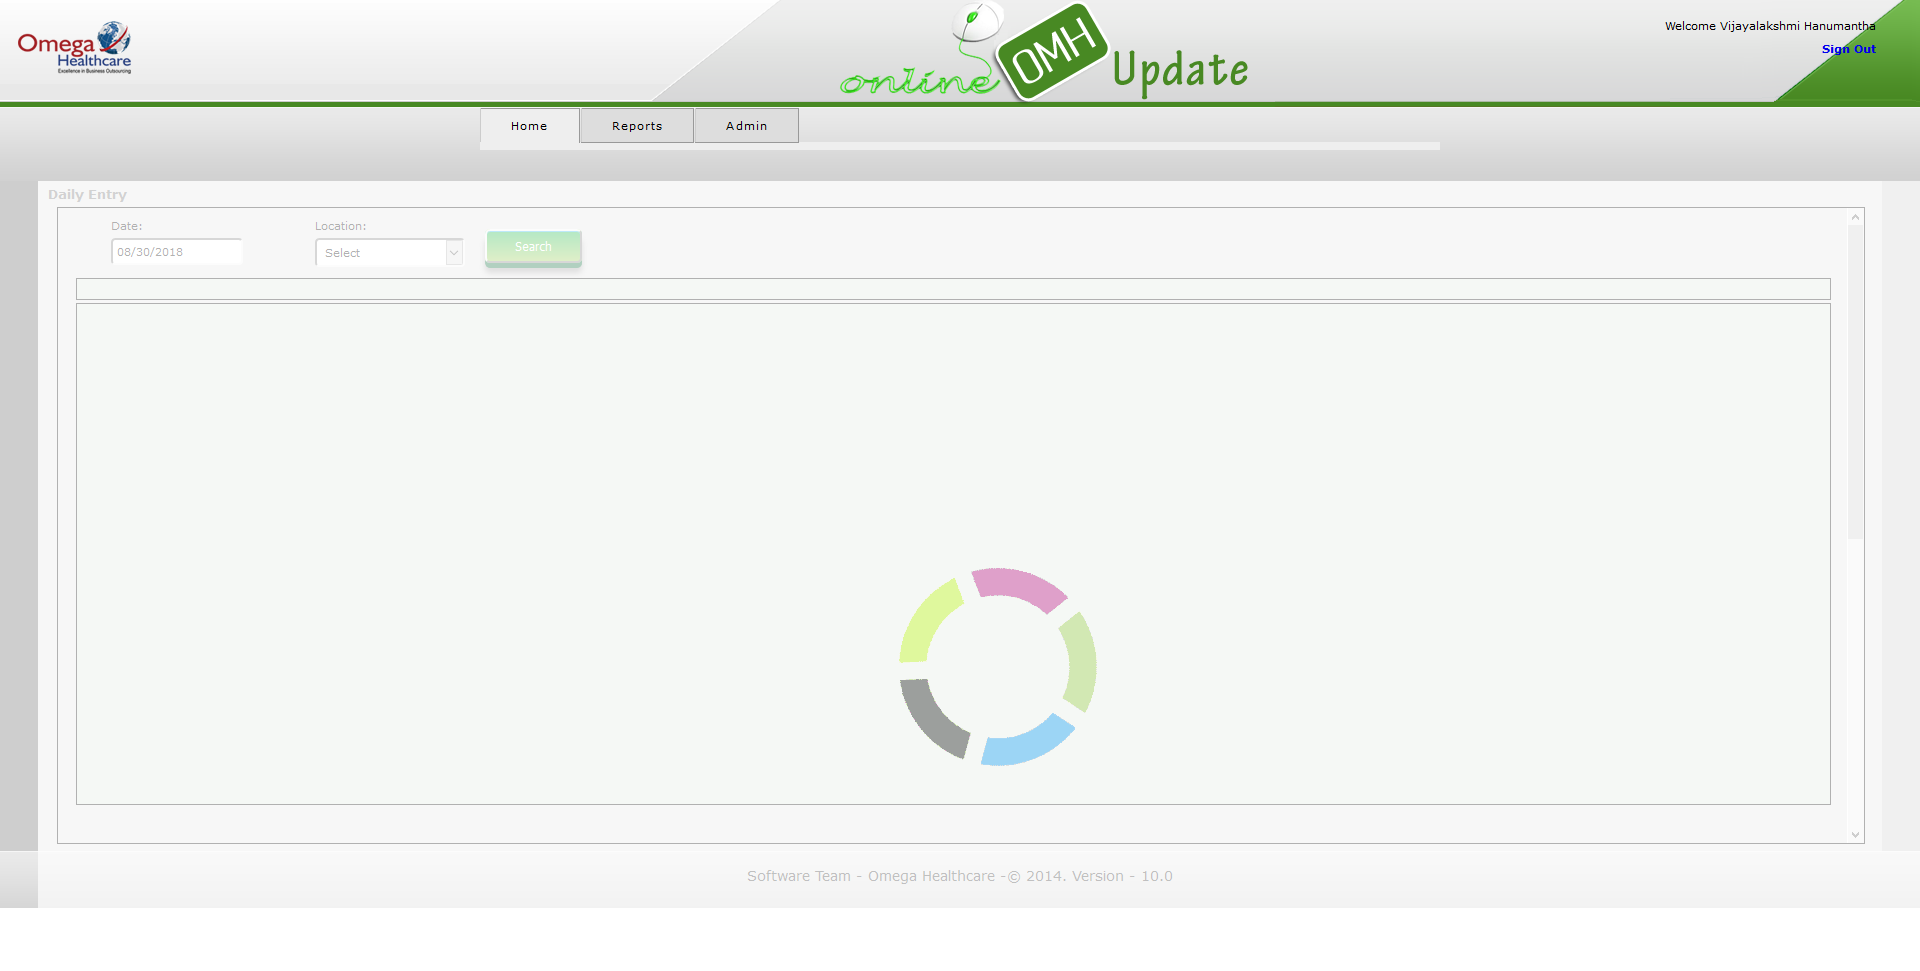 Omega
Healthcare
Excellence in Business Outsourcing
online OMH Update
Welcome Vijayalakshmi Hanumantha
Sign Out
Home Reports Admin
Daily Entry
Date: Location:
08/30/2018 Select Search
Software Team - Omega Healthcare -© 2014. Version - 10.0